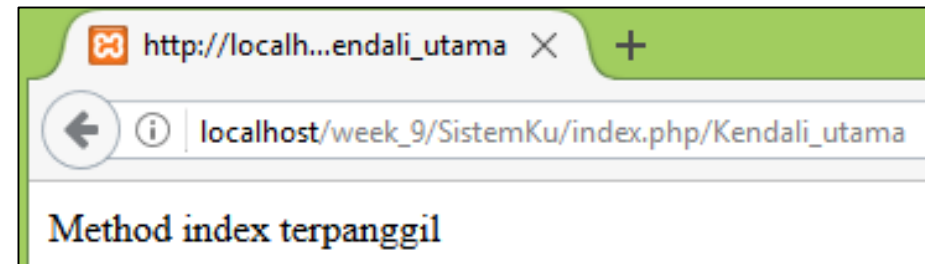 http://localh...endali_utama
localhost/week_9/SistemKu/index.php/Kendali_utama
Method index terpanggil